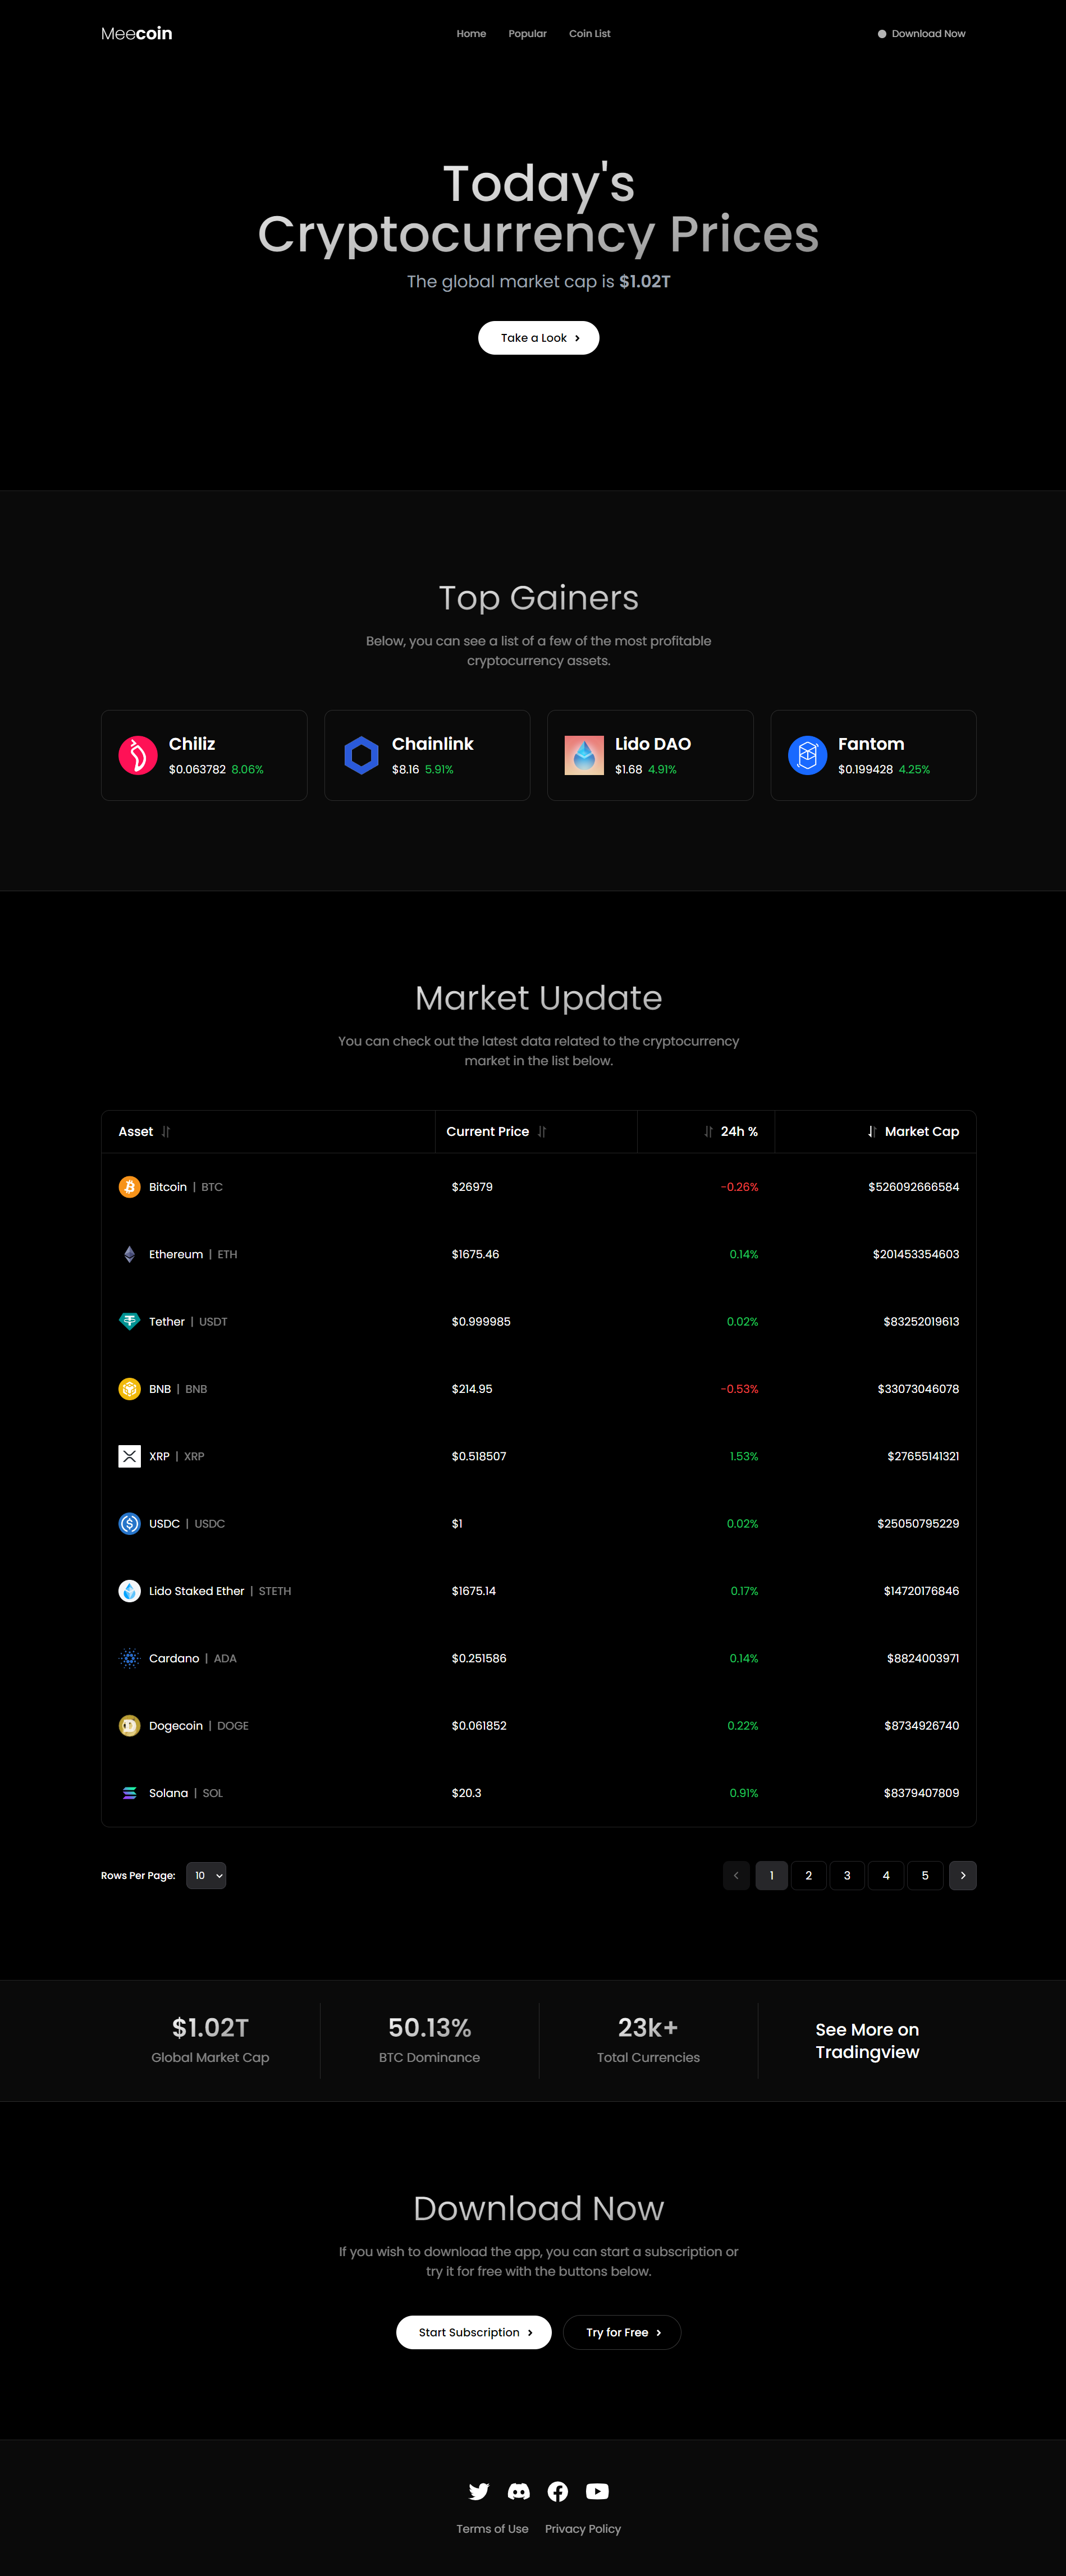 Meecoin
Home Popular Coin List
Download Now
Today's
Cryptocurrency Prices
The global market cap is $1.02T
Take a Look
Top Gainers
Below, you can see a list of a few of the most profitable
cryptocurrency assets.
Chiliz
$0.063782 8.06%
Chainlink
$8.16 5.91%
Lido DAO
$1.68 4.91%
Fantom
$0.199428 4.25%
Market Update
You can check out the latest data related to the cryptocurrency
market in the list below.
Asset Current Price 24h % Market Cap
Bitcoin | BTC $26979 -0.26% $526092666584
Ethereum | ETH $1675.46 0.14% $201453354603
Tether | USDT $0.999985 0.02% $83252019613
BNB | BNB $214.95 -0.53% $33073046078
XRP | XRP $0.518507 1.53% $27655141321
USDC | USDC $1 0.02% $25050795229
Lido Staked Ether | STETH $1675.14 0.17% $14720176846
Cardano | ADA $0.251586 0.14% $8824003971
Dogecoin | DOGE $0.061852 0.22% $8734926740
Solana | SOL $20.3 0.91% $8379407809
Rows Per Page: 10
1 2 3 4 5
$1.02T
Global Market Cap
50.13%
BTC Dominance
23k+
Total Currencies
See More on
Tradingview
Download Now
If you wish to download the app, you can start a subscription or
try it for free with the buttons below.
Start Subscription
Try for Free
Terms of Use Privacy Policy